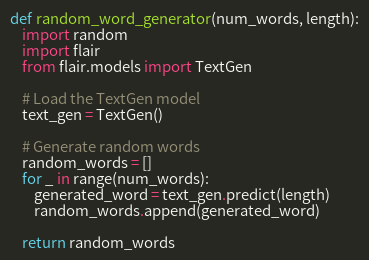 def random_word_generator(num_words, length):
    import random
    import flair
    from flair.models import TextGen

    # Load the TextGen model
    text_gen = TextGen()

    # Generate random words
    random_words = []
    for _ in range(num_words):
        generated_word = text_gen.predict(length)
        random_words.append(generated_word)

    return random_words